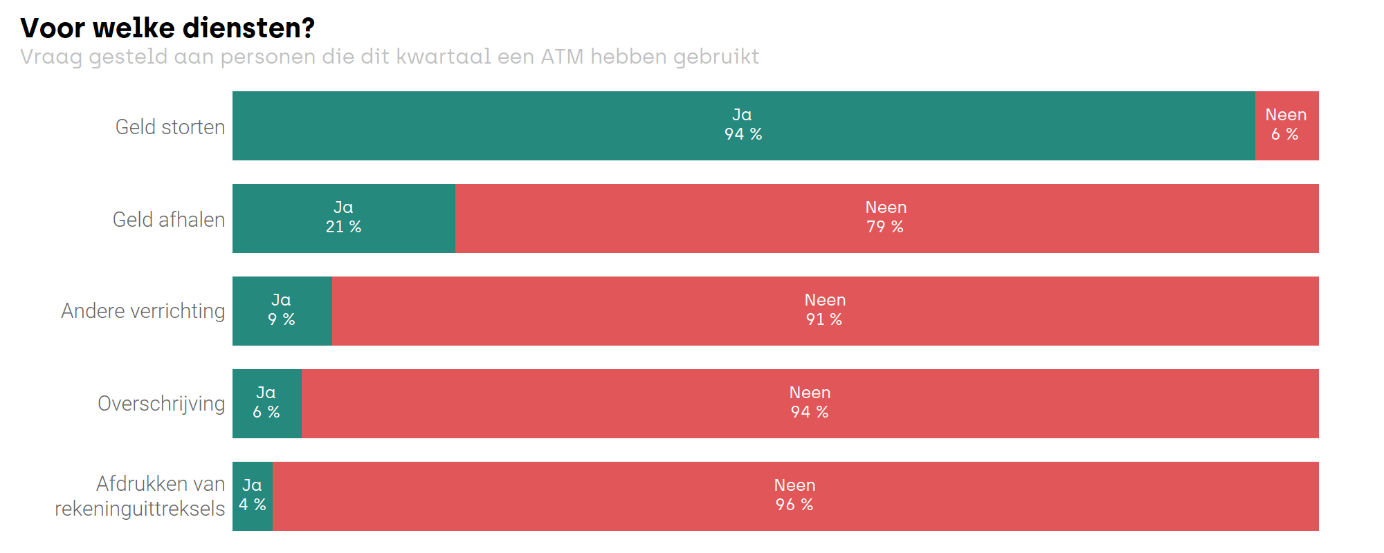 Voor welke diensten?
Vraag gesteld aan personen die dit kwartaal een ATM hebben gebruikt
Geld storten
Ja
94 %
Neen
6 %
Geld afhalen
Ja
21 %
Neen
79 %
Andere verrichting
Ja
9 %
Neen
91 %
Overschrijving
Ja
6 %
Neen
94 %
Afdrukken van
rekeninguittreksels
Ja
4 %
Neen
96 %